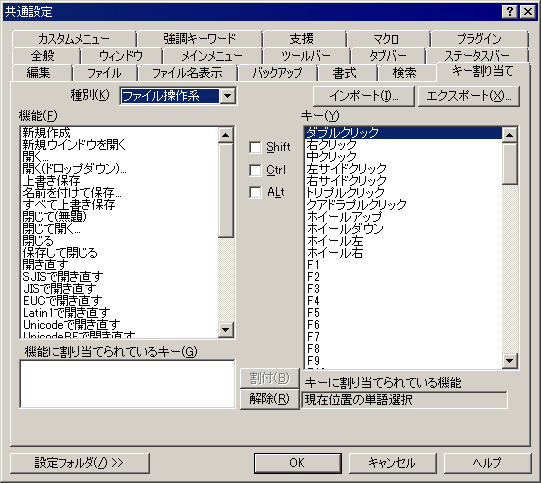 共通設定
カスタムメニュー 強調キーワード 支援 マクロ プラグイン
全般 ウィンドウ メインメニュー ツールバー タブバー ステータスバー
編集 ファイル ファイル名表示 バックアップ 書式 検索 キー割り当て
種別(K) ファイル操作系
インポート(I)... エクスポート(X)...
機能(F)
新規作成
新規ウインドウを開く
開く...
開く(ドロップダウン)...
上書き保存
名前を付けて保存...
すべて上書き保存
閉じて(無題)
閉じて開く...
閉じる
保存して閉じる
開き直す
SJISで開き直す
JISで開き直す
EUCで開き直す
Latin1で開き直す
Unicodeで開き直す
UnicodeBEで開き直す
Shift
Ctrl
ALt
キー(Y)
ダブルクリック
右クリック
中クリック
左サイドクリック
右サイドクリック
トリプルクリック
クアドラプルクリック
ホイールアップ
ホイールダウン
ホイール左
ホイール右
F1
F2
F3
F4
F5
F6
F7
F8
F9
機能に割り当てられているキー(G)
割付(B)
解除(R)
キーに割り当てられている機能
現在位置の単語選択
設定フォルダ(/) >>
OK キャンセル ヘルプ